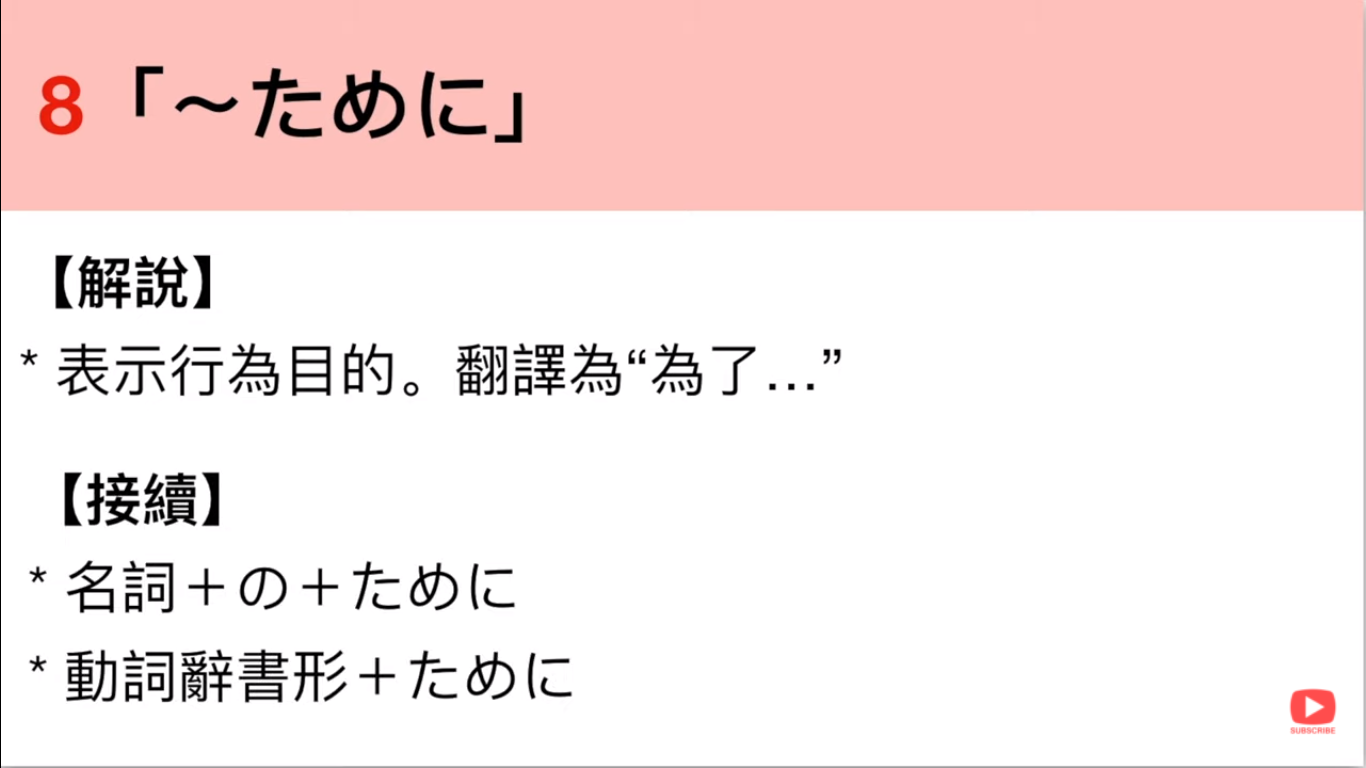 8「～ために」
【解說】
* 表示行為目的。翻譯為“為了...”
【接續】
* 名詞＋の＋ために
* 動詞辭書形＋ために
SUBSCRIBE